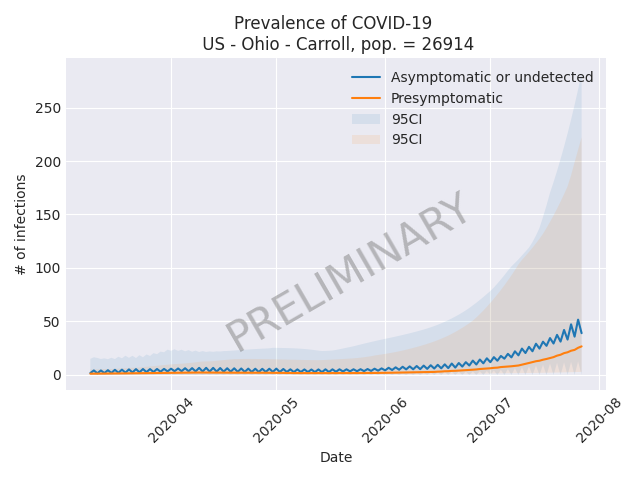 Prevalence of COVID-19
US - Ohio - Carroll, pop. = 26914
Asymptomatic or undetected
Presymptomatic
95CI
95CI
PRELIMINARY
# of infections
250
200
150
100
50
0
2020-04
2020-05
2020-06
2020-07
2020-08
Date